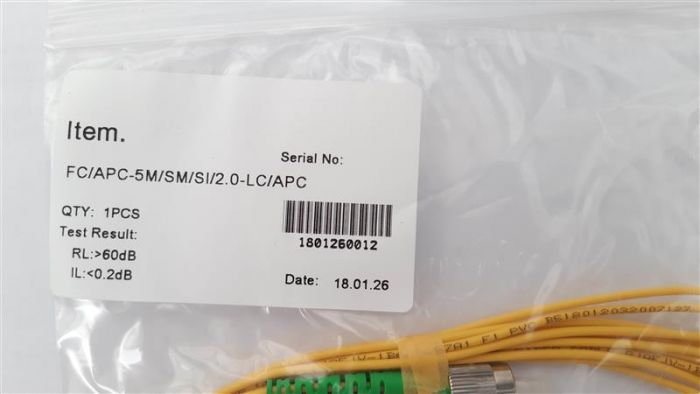 Item.
Serial No:
FC/APC-5M/SM/SI/2.0-LC/APC
QTY: 1PCS
1801260012
Test Result:
RL:>60dB
IL:<0.2dB
Date: 18.01.26
PVC